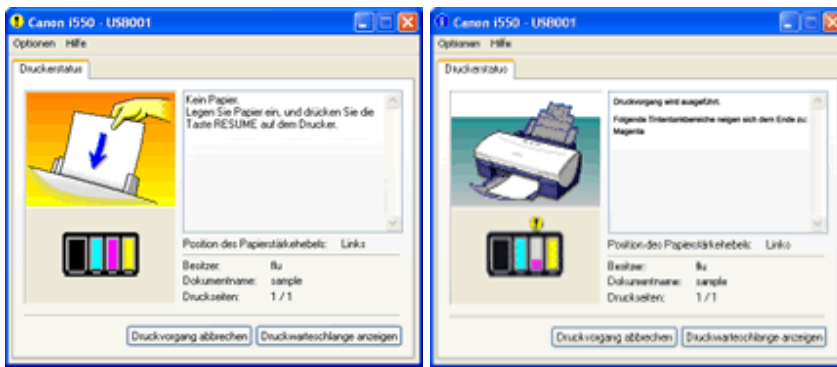 Canon i550 - USB001
Optionen Hilfe
Druckerstatus
Kein Papier.
Legen Sie Papier ein, und drücken Sie die
Taste RESUME auf dem Drucker.
Position des Papierstärkehebels: Links
Besitzer: flu
Dokumentname: sample
Druckseiten: 1 / 1
Druckvorgang abbrechen Druckwarteschlange anzeigen
Canon i550 - USB001
Optionen Hilfe
Druckerstatus
Druckvorgang wird ausgeführt.
Folgende Tintentankbereiche neigen sich dem Ende zu:
Magenta
Position des Papierstärkehebels: Links
Besitzer: flu
Dokumentname: sample
Druckseiten: 1 / 1
Druckvorgang abbrechen Druckwarteschlange anzeigen